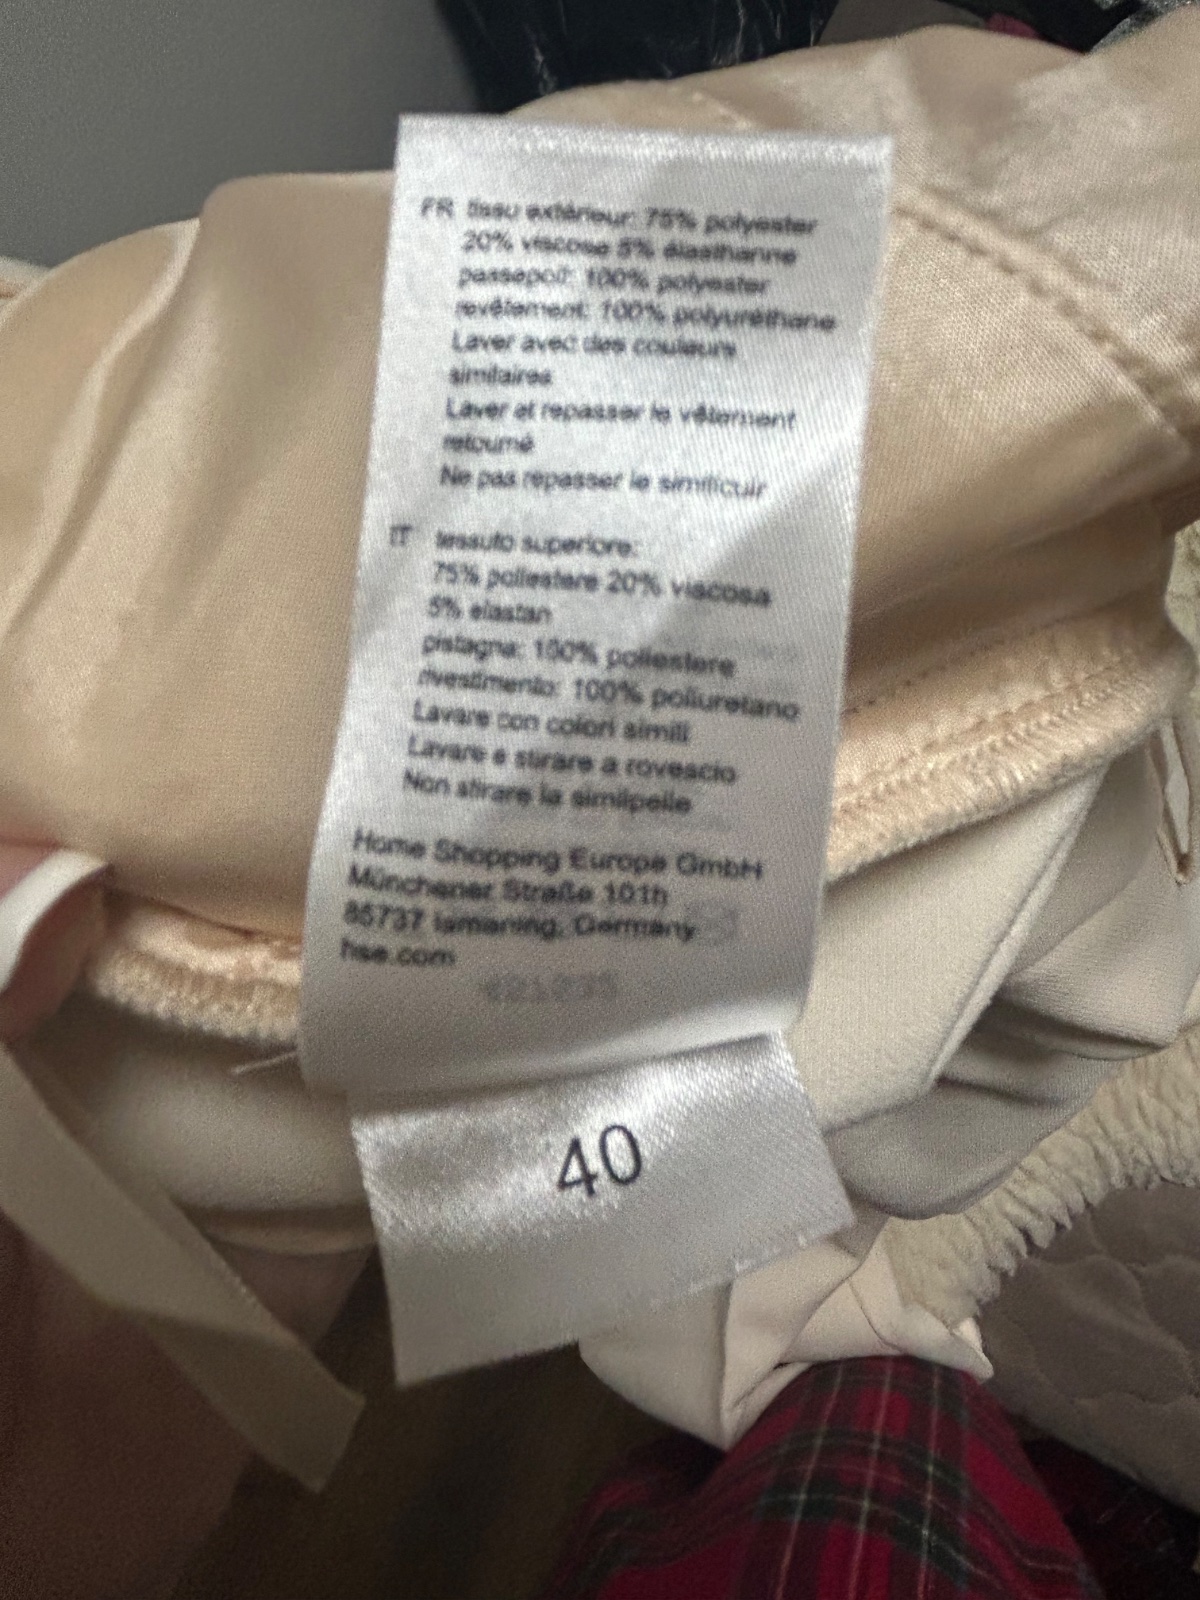 FR tissu extérieur: 75% polyester
20% viscose 5% élasthanne
passepoil: 100% polyester
revêtement: 100% polyuréthane
Laver avec des couleurs
similaires
Laver et repasser le vêtement
retourné
Ne pas repasser le similicuir
IT tessuto superiore:
75% poliestere 20% viscosa
5% elastan
pistagna: 100% poliestere
rivestimento: 100% poliuretano
Lavare con colori simili
Lavare e stirare a rovescio
Non stirare la similpelle
Home Shopping Europe GmbH
Münchener Straße 101h
85737 Ismaning, Germany
hse.com
40